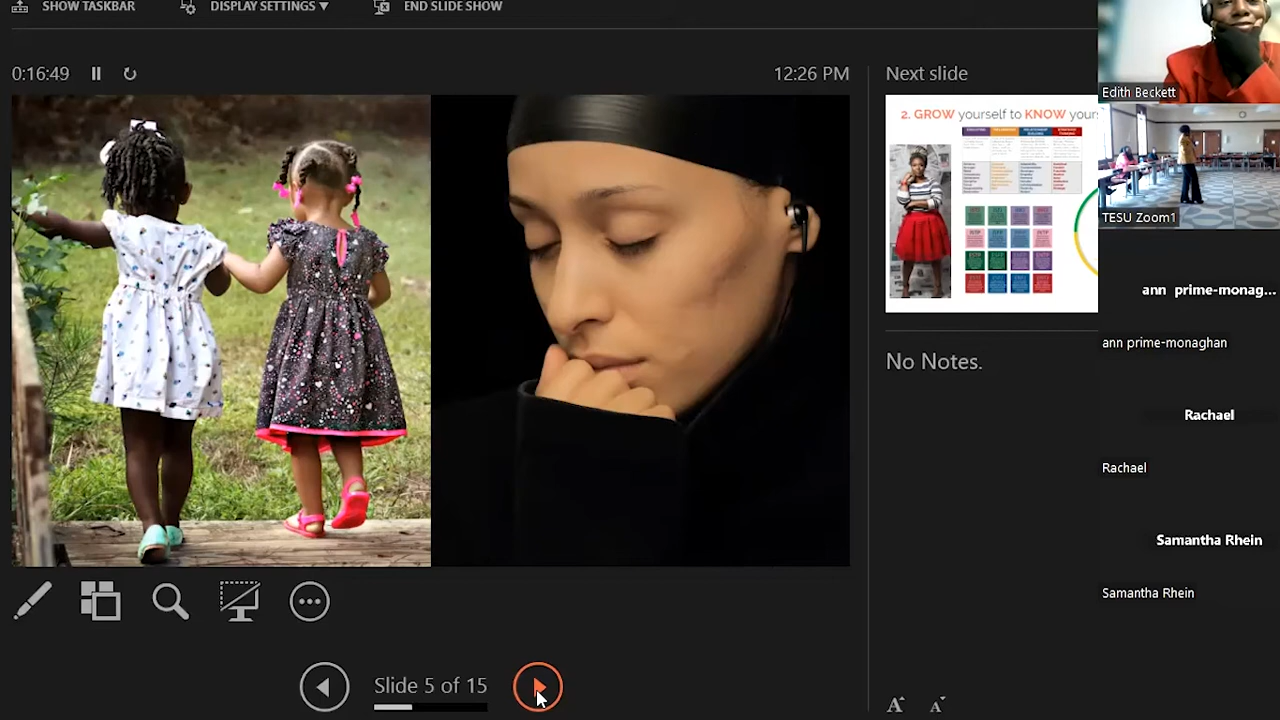 SHOW TASKBAR
DISPLAY SETTINGS ▼
END SLIDE SHOW
0:16:49
12:26 PM
Next slide
2. GROW yourself to KNOW yours
No Notes.
Slide 5 of 15
A A
Edith Beckett
TESU Zoom1
ann prime-monag...
ann prime-monaghan
Rachael
Rachael
Samantha Rhein
Samantha Rhein